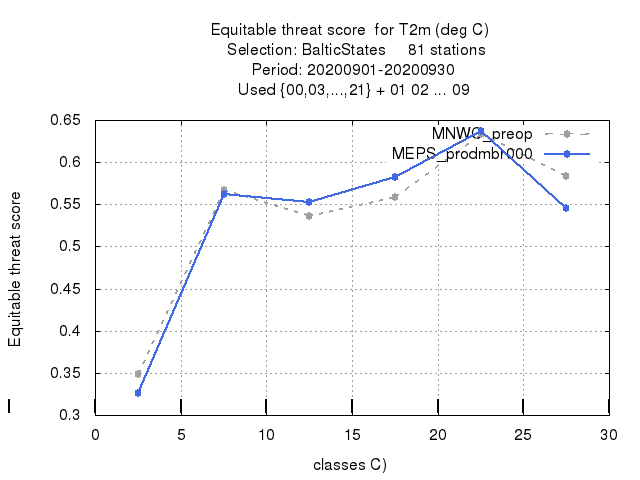 Equitable threat score  for T2m (deg C)
Selection: BalticStates     81 stations
Period: 20200901-20200930
Used {00,03,...,21} + 01 02 ... 09
0.65
0.6
0.55
0.5
0.45
0.4
0.35
0.3
Equitable threat score
MNWC_preop
MEPS_prodmbr000
0 5 10 15 20 25 30
classes C)